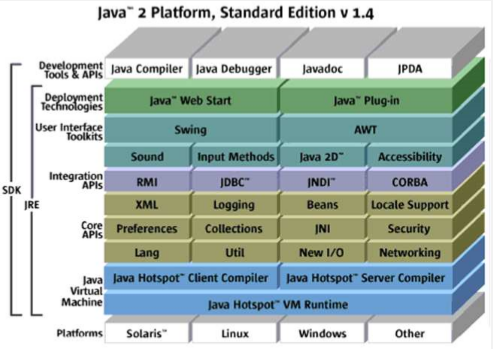 Java™ 2 Platform, Standard Edition v 1.4
Development Tools & APIs
Java Compiler Java Debugger Javadoc JPDA
Deployment Technologies
Java™ Web Start Java™ Plug-in
User Interface Toolkits
Swing AWT
Sound Input Methods Java 2D™ Accessibility
Integration APIs
RMI JDBC™ JNDI™ CORBA
SDK
JRE
XML Logging Beans Locale Support
Core APIs
Preferences Collections JNI Security
Lang Util New I/O Networking
Java Virtual Machine
Java Hotspot™ Client Compiler Java Hotspot™ Server Compiler
Java Hotspot™ VM Runtime
Platforms
Solaris™ Linux Windows Other